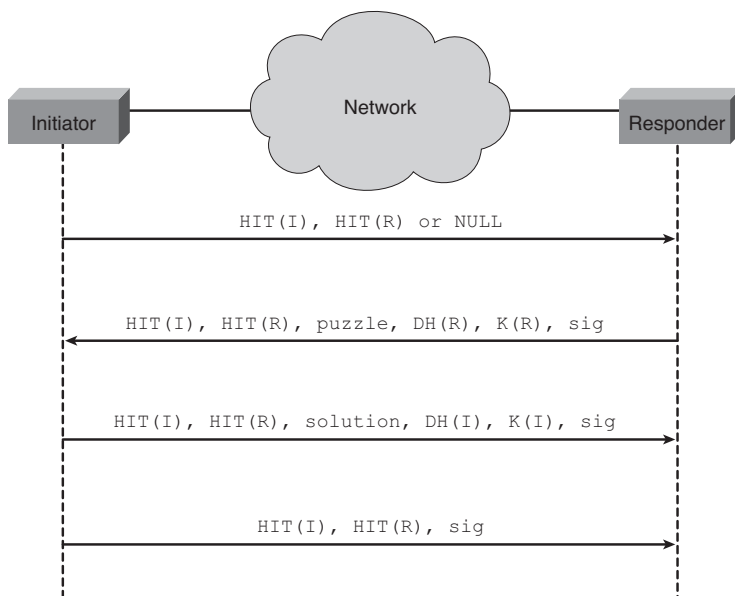 Network
Initiator
Responder
HIT(I), HIT(R) or NULL
HIT(I), HIT(R), puzzle, DH(R), K(R), sig
HIT(I), HIT(R), solution, DH(I), K(I), sig
HIT(I), HIT(R), sig